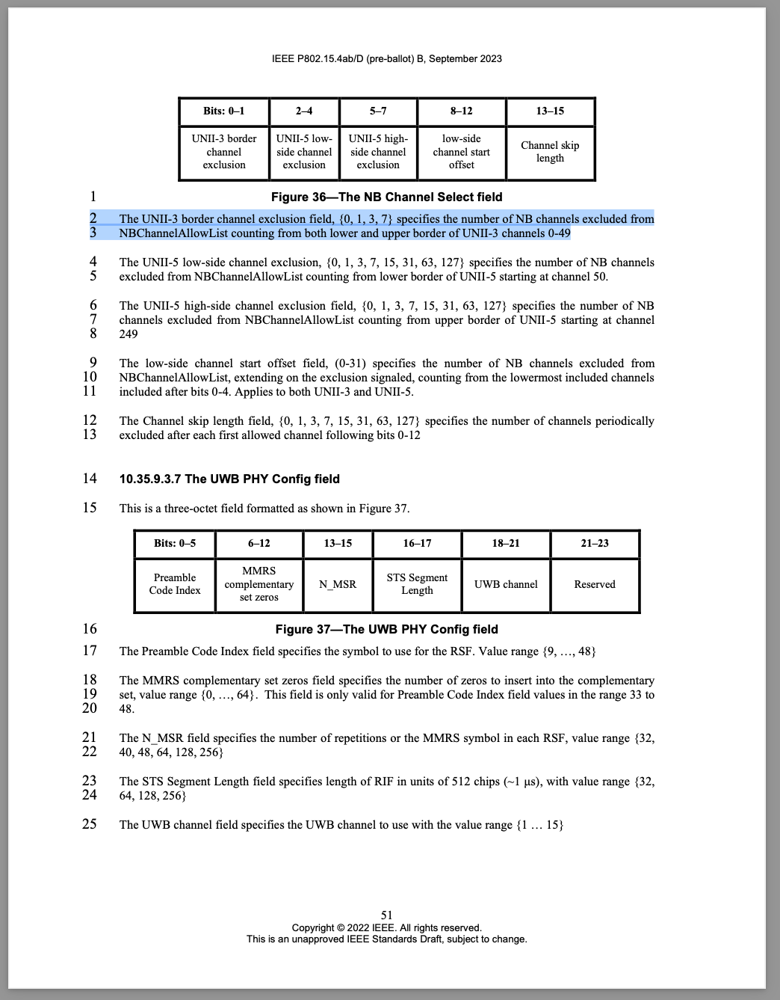 IEEE P802.15.4ab/D (pre-ballot) B, September 2023
Bits: 0–1 2–4 5–7 8–12 13–15
UNII-3 border channel exclusion UNII-5 low-side channel exclusion UNII-5 high-side channel exclusion low-side channel start offset Channel skip length
1 Figure 36—The NB Channel Select field
2 The UNII-3 border channel exclusion field, {0, 1, 3, 7} specifies the number of NB channels excluded from
3 NBChannelAllowList counting from both lower and upper border of UNII-3 channels 0-49
4 The UNII-5 low-side channel exclusion, {0, 1, 3, 7, 15, 31, 63, 127} specifies the number of NB channels
5 excluded from NBChannelAllowList counting from lower border of UNII-5 starting at channel 50.
6 The UNII-5 high-side channel exclusion field, {0, 1, 3, 7, 15, 31, 63, 127} specifies the number of NB
7 channels excluded from NBChannelAllowList counting from upper border of UNII-5 starting at channel
8 249
9 The low-side channel start offset field, (0-31) specifies the number of NB channels excluded from
10 NBChannelAllowList, extending on the exclusion signaled, counting from the lowermost included channels
11 included after bits 0-4. Applies to both UNII-3 and UNII-5.
12 The Channel skip length field, {0, 1, 3, 7, 15, 31, 63, 127} specifies the number of channels periodically
13 excluded after each first allowed channel following bits 0-12
14 10.35.9.3.7 The UWB PHY Config field
15 This is a three-octet field formatted as shown in Figure 37.
Bits: 0–5 6–12 13–15 16–17 18–21 21–23
Preamble Code Index MMRS complementary set zeros N_MSR STS Segment Length UWB channel Reserved
16 Figure 37—The UWB PHY Config field
17 The Preamble Code Index field specifies the symbol to use for the RSF. Value range {9, …, 48}
18 The MMRS complementary set zeros field specifies the number of zeros to insert into the complementary
19 set, value range {0, …, 64}. This field is only valid for Preamble Code Index field values in the range 33 to
20 48.
21 The N_MSR field specifies the number of repetitions or the MMRS symbol in each RSF, value range {32,
22 40, 48, 64, 128, 256}
23 The STS Segment Length field specifies length of RIF in units of 512 chips (~1 μs), with value range {32,
24 64, 128, 256}
25 The UWB channel field specifies the UWB channel to use with the value range {1 … 15}
51
Copyright © 2022 IEEE. All rights reserved.
This is an unapproved IEEE Standards Draft, subject to change.